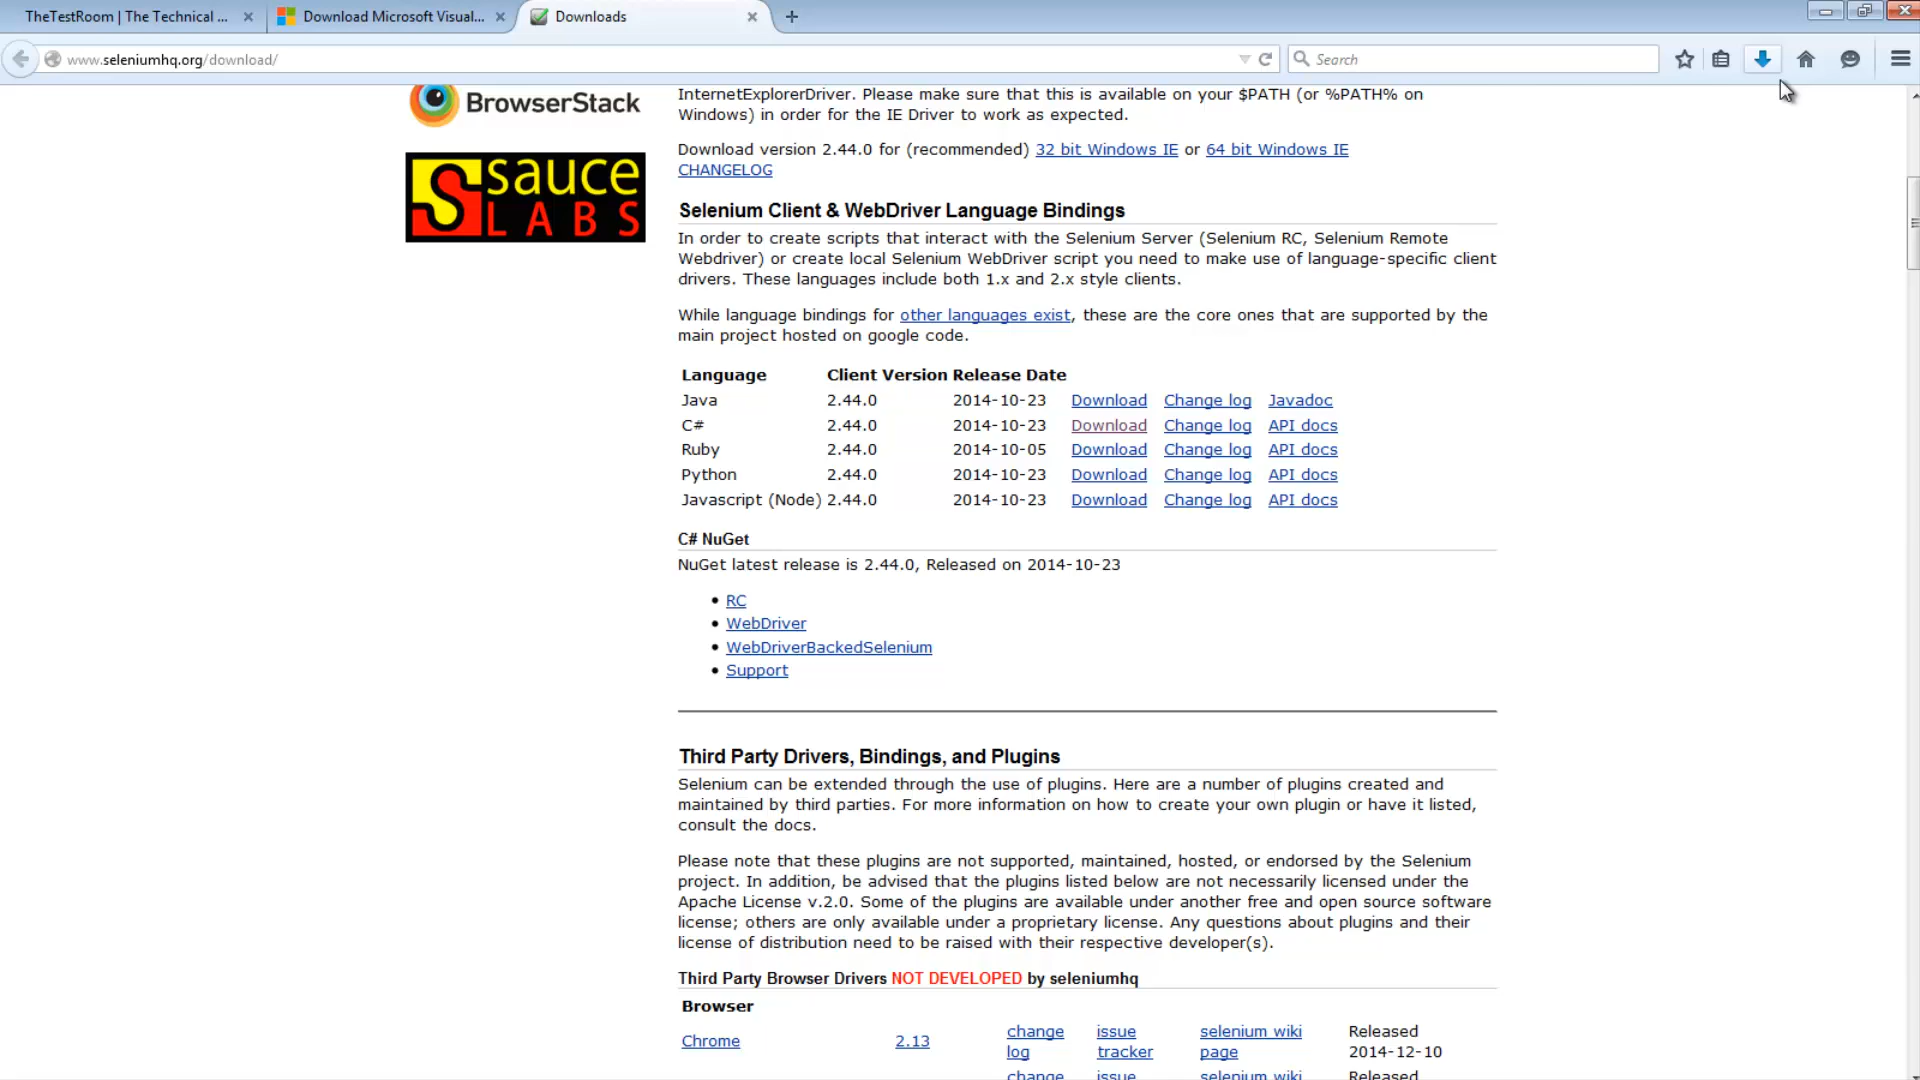 TheTestRoom | The Technical ...
Download Microsoft Visual...
Downloads
www.seleniumhq.org/download/
Search
BrowserStack
sauce
LABS
InternetExplorerDriver. Please make sure that this is available on your $PATH (or %PATH% on
Windows) in order for the IE Driver to work as expected.
Download version 2.44.0 for (recommended) 32 bit Windows IE or 64 bit Windows IE
CHANGELOG
Selenium Client & WebDriver Language Bindings
In order to create scripts that interact with the Selenium Server (Selenium RC, Selenium Remote
Webdriver) or create local Selenium WebDriver script you need to make use of language-specific client
drivers. These languages include both 1.x and 2.x style clients.
While language bindings for other languages exist, these are the core ones that are supported by the
main project hosted on google code.
Language Client Version Release Date
Java 2.44.0 2014-10-23 Download Change log Javadoc
C# 2.44.0 2014-10-23 Download Change log API docs
Ruby 2.44.0 2014-10-05 Download Change log API docs
Python 2.44.0 2014-10-23 Download Change log API docs
Javascript (Node) 2.44.0 2014-10-23 Download Change log API docs
C# NuGet
NuGet latest release is 2.44.0, Released on 2014-10-23
RC
WebDriver
WebDriverBackedSelenium
Support
Third Party Drivers, Bindings, and Plugins
Selenium can be extended through the use of plugins. Here are a number of plugins created and
maintained by third parties. For more information on how to create your own plugin or have it listed,
consult the docs.
Please note that these plugins are not supported, maintained, hosted, or endorsed by the Selenium
project. In addition, be advised that the plugins listed below are not necessarily licensed under the
Apache License v.2.0. Some of the plugins are available under another free and open source software
license; others are only available under a proprietary license. Any questions about plugins and their
license of distribution need to be raised with their respective developer(s).
Third Party Browser Drivers NOT DEVELOPED by seleniumhq
Browser
Chrome 2.13 change log issue tracker selenium wiki page Released 2014-12-10
change issue selenium wiki Released